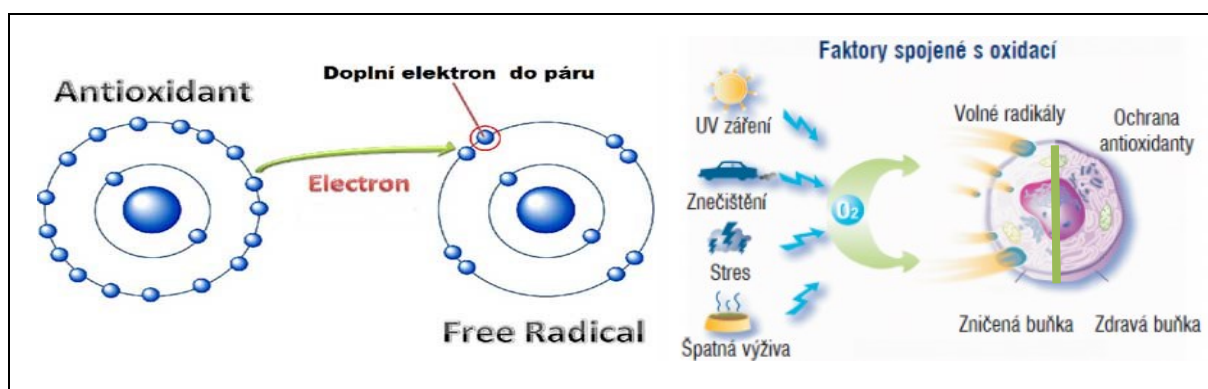 Antioxidant
Doplní elektron do páru
Electron
Free Radical
Faktory spojené s oxidací
UV záření
Znečištění
Stres
Špatná výživa
O₂
Volné radikály
Ochrana
antioxidanty
Zničená buňka
Zdravá buňka